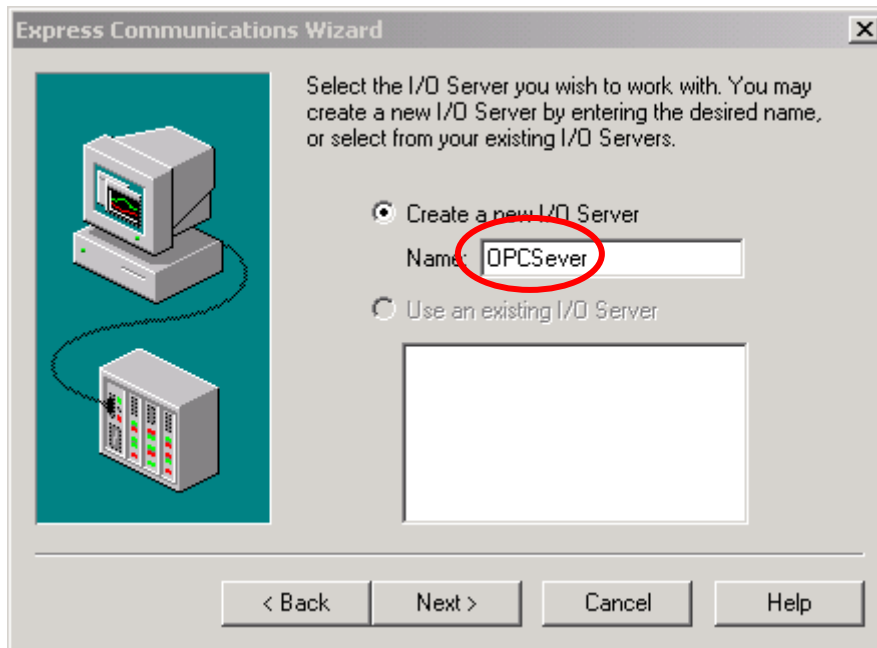 Express Communications Wizard
Select the I/O Server you wish to work with. You may
create a new I/O Server by entering the desired name,
or select from your existing I/O Servers.
Create a new I/O Server
Name: OPCSever
Use an existing I/O Server
< Back Next > Cancel Help